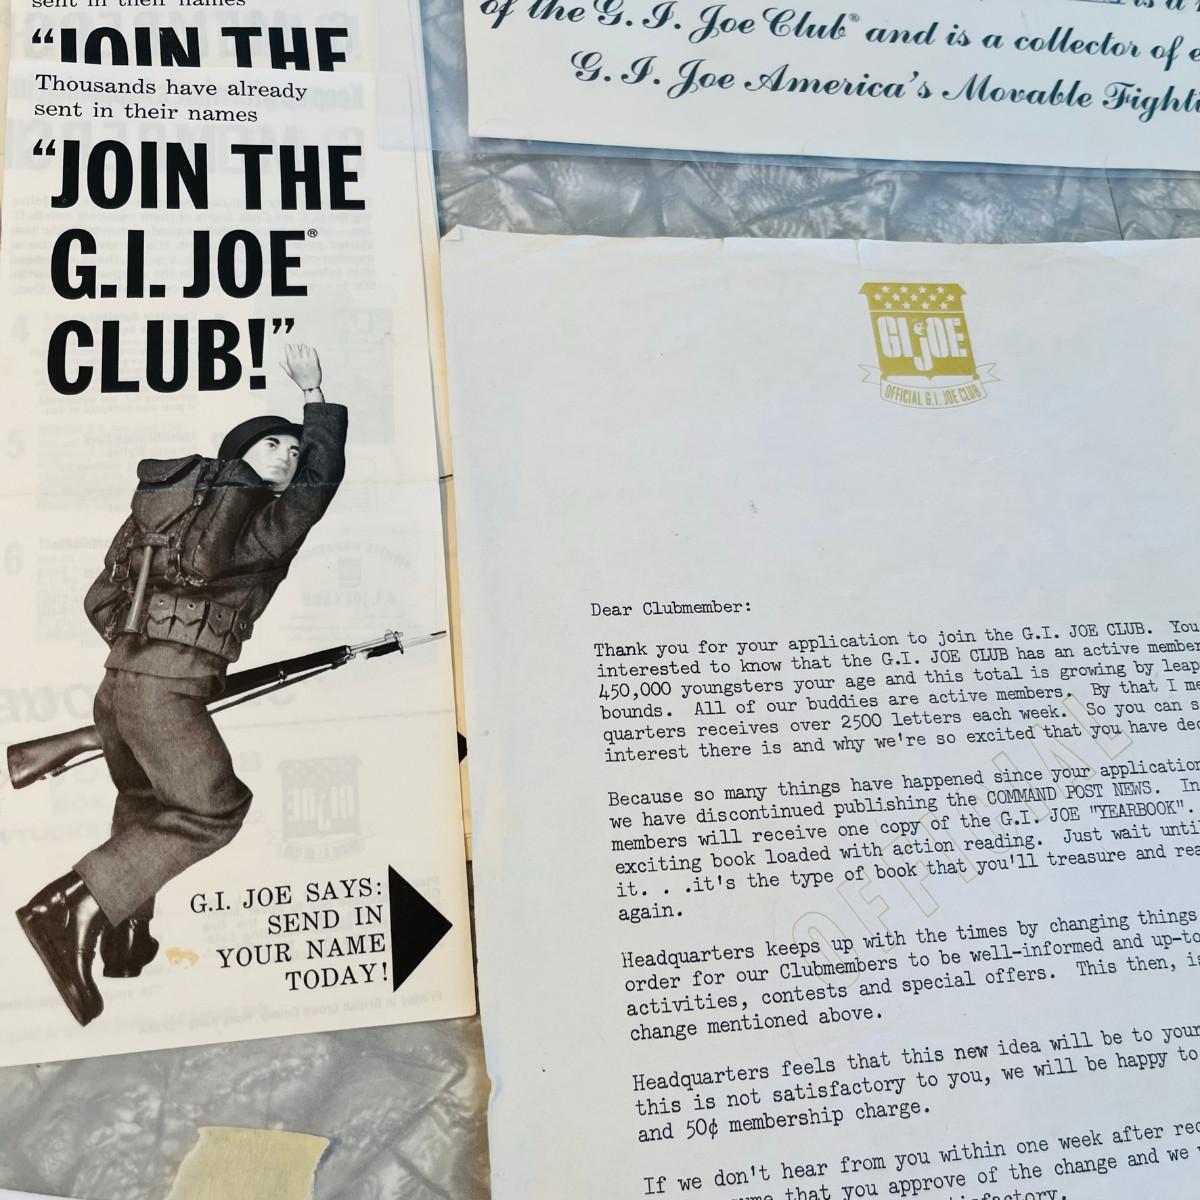 sent in their names
“JOIN THE
Thousands have already
sent in their names
“JOIN THE
G.I. JOE®
CLUB!”
G.I. JOE SAYS:
SEND IN
YOUR NAME
TODAY!
is a
of the G. I. Joe Club® and is a collector of
G. I. Joe America's Movable
GI JOE
OFFICIAL G.I. JOE CLUB
Dear Clubmember:
Thank you for your application to join the G.I. JOE CLUB. You
interested to know that the G.I. JOE CLUB has an active member
450,000 youngsters your age and this total is growing by leap
bounds. All of our buddies are active members. By that I me
quarters receives over 2500 letters each week. So you can s
interest there is and why we're so excited that you have dec
Because so many things have happened since your application
we have discontinued publishing the COMMAND POST NEWS. In
members will receive one copy of the G.I. JOE "YEARBOOK".
exciting book loaded with action reading. Just wait until
it. . .it's the type of book that you'll treasure and rea
again.
OFFICIAL
Headquarters keeps up with the times by changing things
order for our Clubmembers to be well-informed and up-to
activities, contests and special offers. This then, is
change mentioned above.
Headquarters feels that this new idea will be to your
this is not satisfactory to you, we will be happy to
and 50¢ membership charge.
If we don't hear from you within one week after rec
that you approve of the change and we